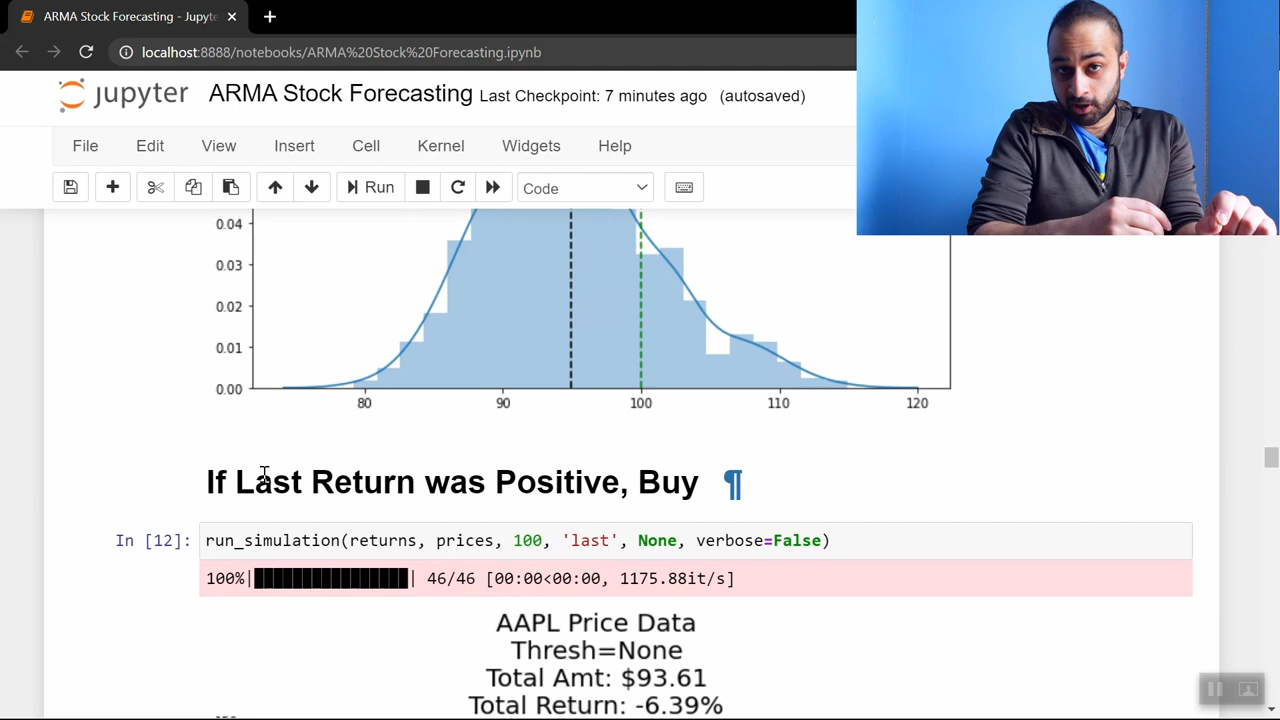 ARMA Stock Forecasting - Jupyte
localhost:8888/notebooks/ARMA%20Stock%20Forecasting.ipynb
jupyter ARMA Stock Forecasting Last Checkpoint: 7 minutes ago (autosaved)
File Edit View Insert Cell Kernel Widgets Help
Run Code
0.04
0.03
0.02
0.01
0.00
80 90 100 110 120
If Last Return was Positive, Buy ¶
In [12]: run_simulation(returns, prices, 100, 'last', None, verbose=False)
100%|███████████████| 46/46 [00:00<00:00, 1175.88it/s]
AAPL Price Data
Thresh=None
Total Amt: $93.61
Total Return: -6.39%